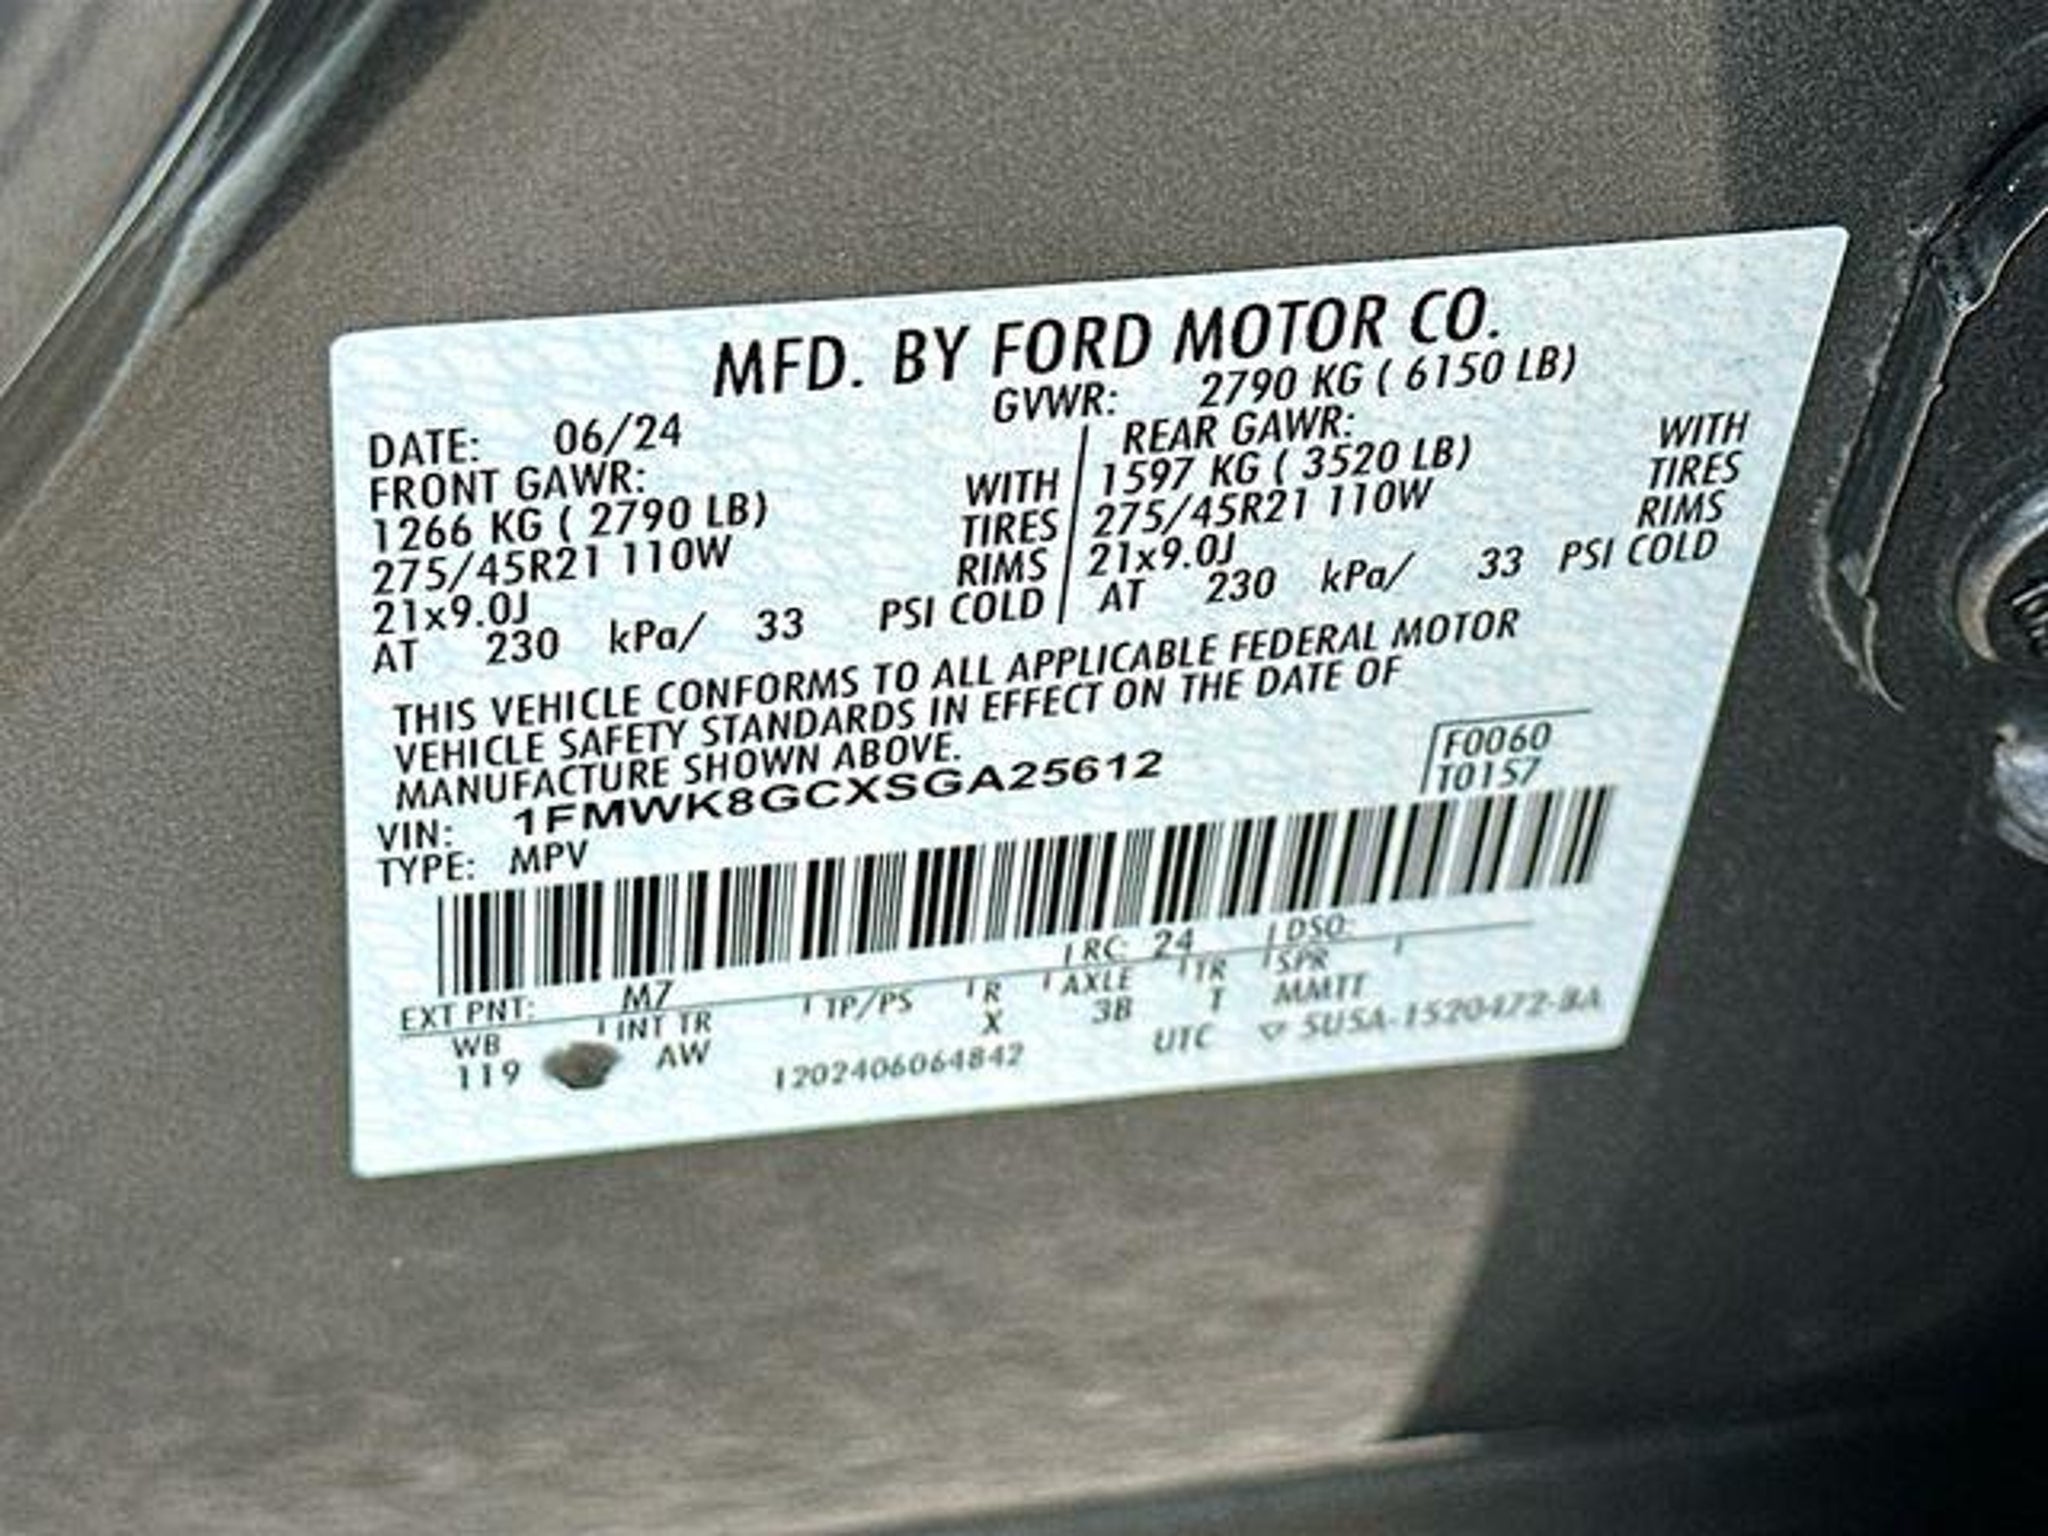 MFD. BY FORD MOTOR CO.
DATE: 06/24 GVWR: 2790 KG ( 6150 LB)
FRONT GAWR: REAR GAWR:
1266 KG ( 2790 LB) WITH 1597 KG ( 3520 LB) WITH
275/45R21 110W TIRES 275/45R21 110W TIRES
21x9.0J RIMS 21x9.0J RIMS
AT 230 kPa/ 33 PSI COLD AT 230 kPa/ 33 PSI COLD
THIS VEHICLE CONFORMS TO ALL APPLICABLE FEDERAL MOTOR
VEHICLE SAFETY STANDARDS IN EFFECT ON THE DATE OF
MANUFACTURE SHOWN ABOVE.
F0060
VIN: 1FMWK8GCXSGA25612
T0157
TYPE: MPV
EXT PNT: M7 RC: 24 DSO:
WB INT TR TP/PS R AXLE TR SPR
119 AW X 3B T MMTT
1202406064842 UTC ▽ 5U5A-1520472-BA